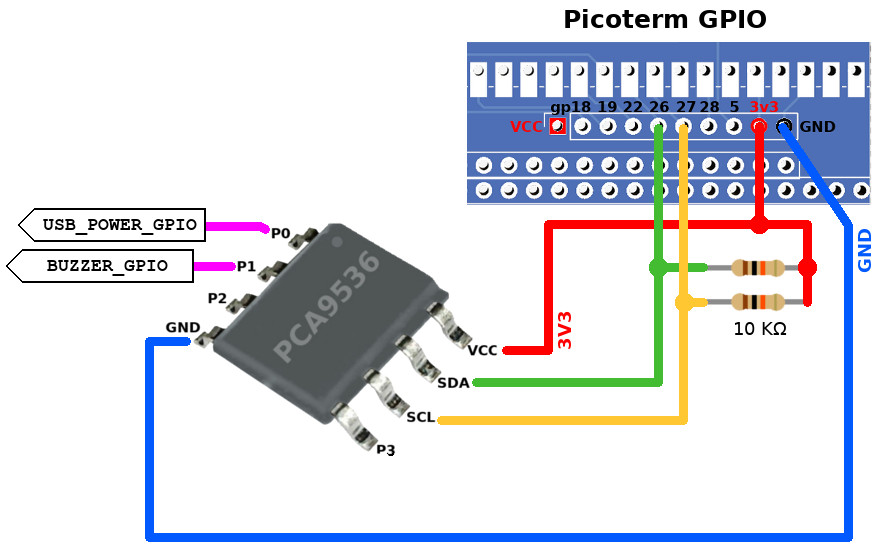 Picoterm GPIO
gp18 19 22 26 27 28 5 3v3
VCC
GND
USB_POWER_GPIO
P0
BUZZER_GPIO
P1
P2
GND
PCA9536
VCC
SDA
SCL
P3
3V3
10 KΩ
GND